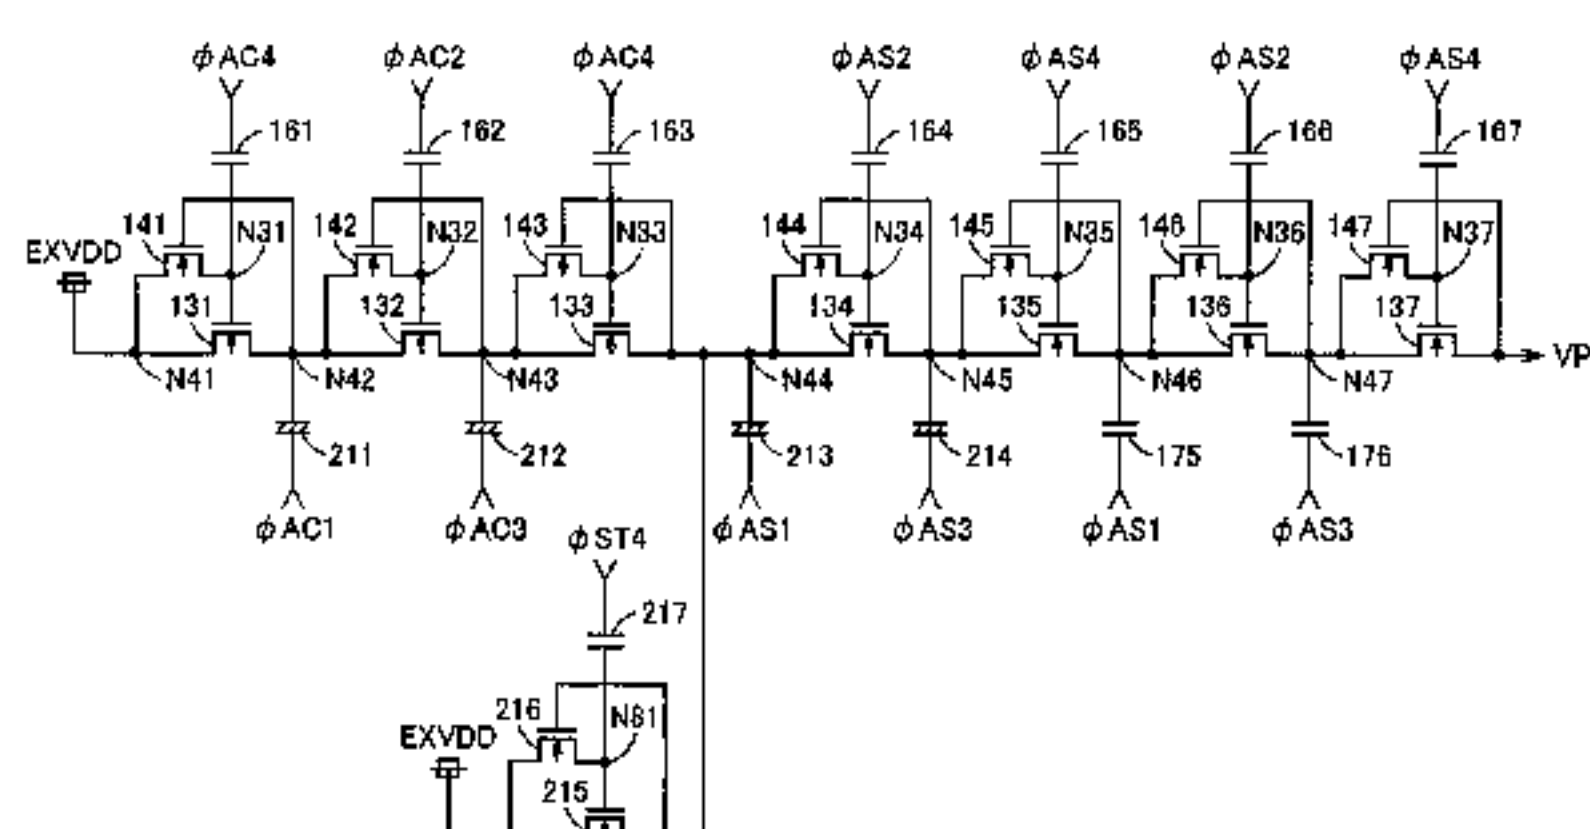 φAC4 φAC2 φAC4 φAS2 φAS4 φAS2 φAS4
161 162 163 164 165 166 167
141 N31 142 N32 143 N33 144 N34 145 N35 146 N36 147 N37
EXVDD
131 132 133 134 135 136 137
VP
N41 N42 N43 N44 N45 N46 N47
211 212 213 214 175 176
φAC1 φAC3 φAS1 φAS3 φAS1 φAS3
φST4
217
216 N81
EXVDD
215